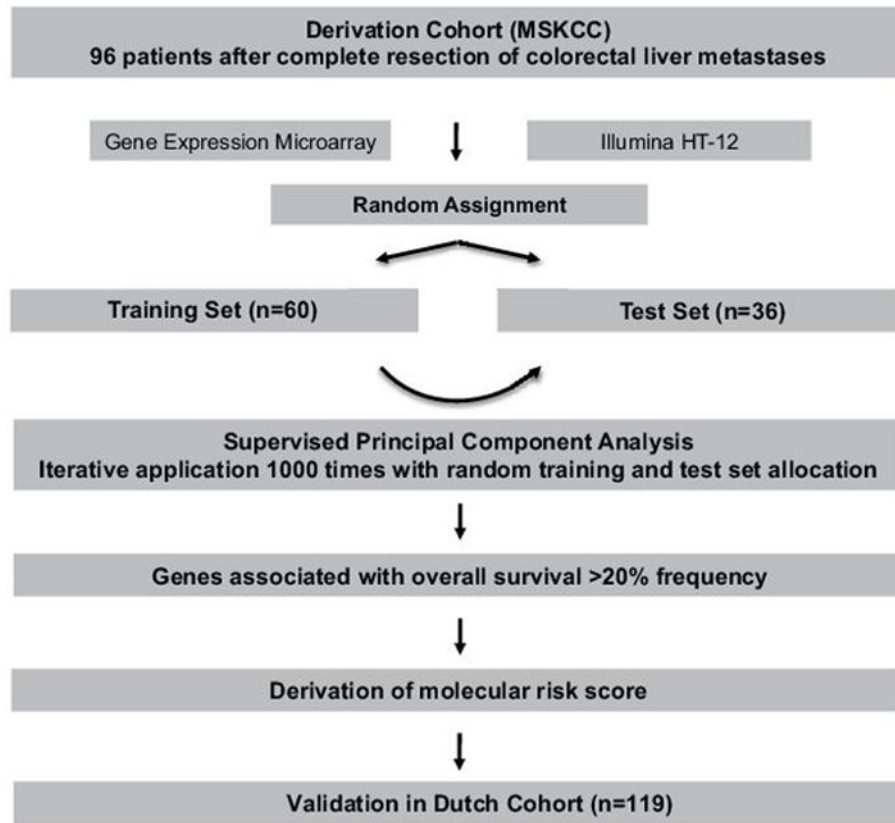 Derivation Cohort (MSKCC)
96 patients after complete resection of colorectal liver metastases
Gene Expression Microarray
Illumina HT-12
Random Assignment
Training Set (n=60)
Test Set (n=36)
Supervised Principal Component Analysis
Iterative application 1000 times with random training and test set allocation
Genes associated with overall survival >20% frequency
Derivation of molecular risk score
Validation in Dutch Cohort (n=119)